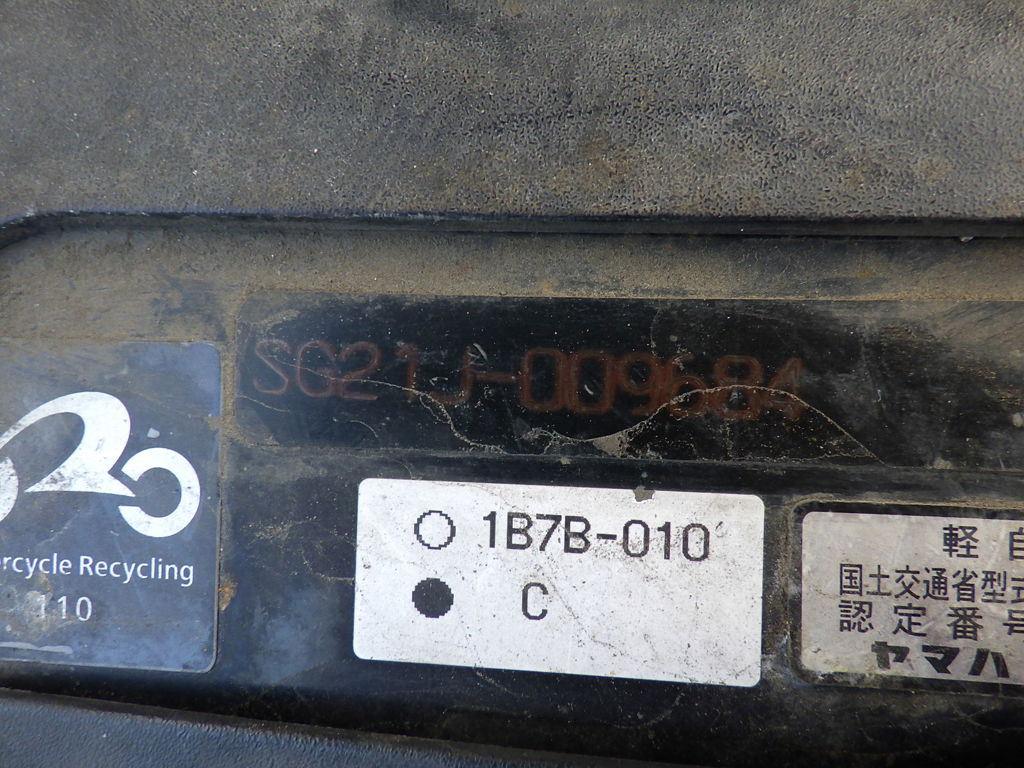 SG21J-009684
rcycle Recycling
110
1B7B-010
C
軽自
国土交通省型式
認定番号
ヤマハ